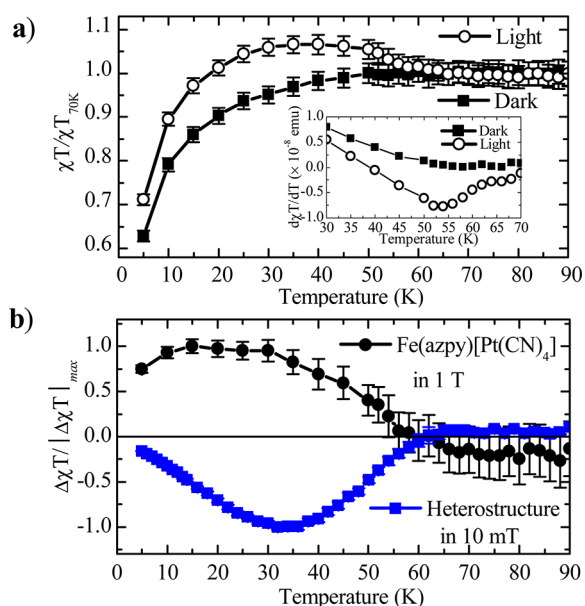 a)
1.1
1.0
0.9
0.8
0.7
0.6
χT/χT70K
Light
Dark
1.0
0.5
0.0
-0.5
-1.0
dχT/dT (× 10-8 emu)
Dark
Light
30 35 40 45 50 55 60 65 70
Temperature (K)
0 10 20 30 40 50 60 70 80 90
Temperature (K)
b)
1.0
0.5
0.0
-0.5
-1.0
ΔχT/|ΔχT|max
Fe(azpy)[Pt(CN)4]
in 1 T
Heterostructure
in 10 mT
0 10 20 30 40 50 60 70 80 90
Temperature (K)